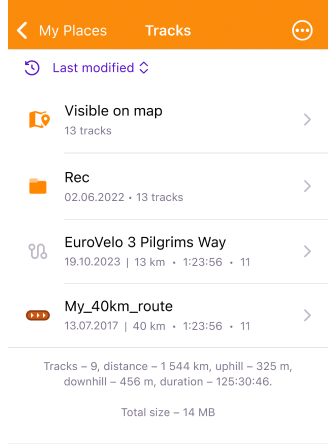 My Places
Tracks
Last modified
Visible on map
13 tracks
Rec
02.06.2022 • 13 tracks
EuroVelo 3 Pilgrims Way
19.10.2023 | 13 km • 1:23:56 • 11
My_40km_route
13.07.2017 | 40 km • 1:23:56 • 11
Tracks – 9, distance – 1 544 km, uphill – 325 m,
downhill – 456 m, duration – 125:30:46.
Total size – 14 MB